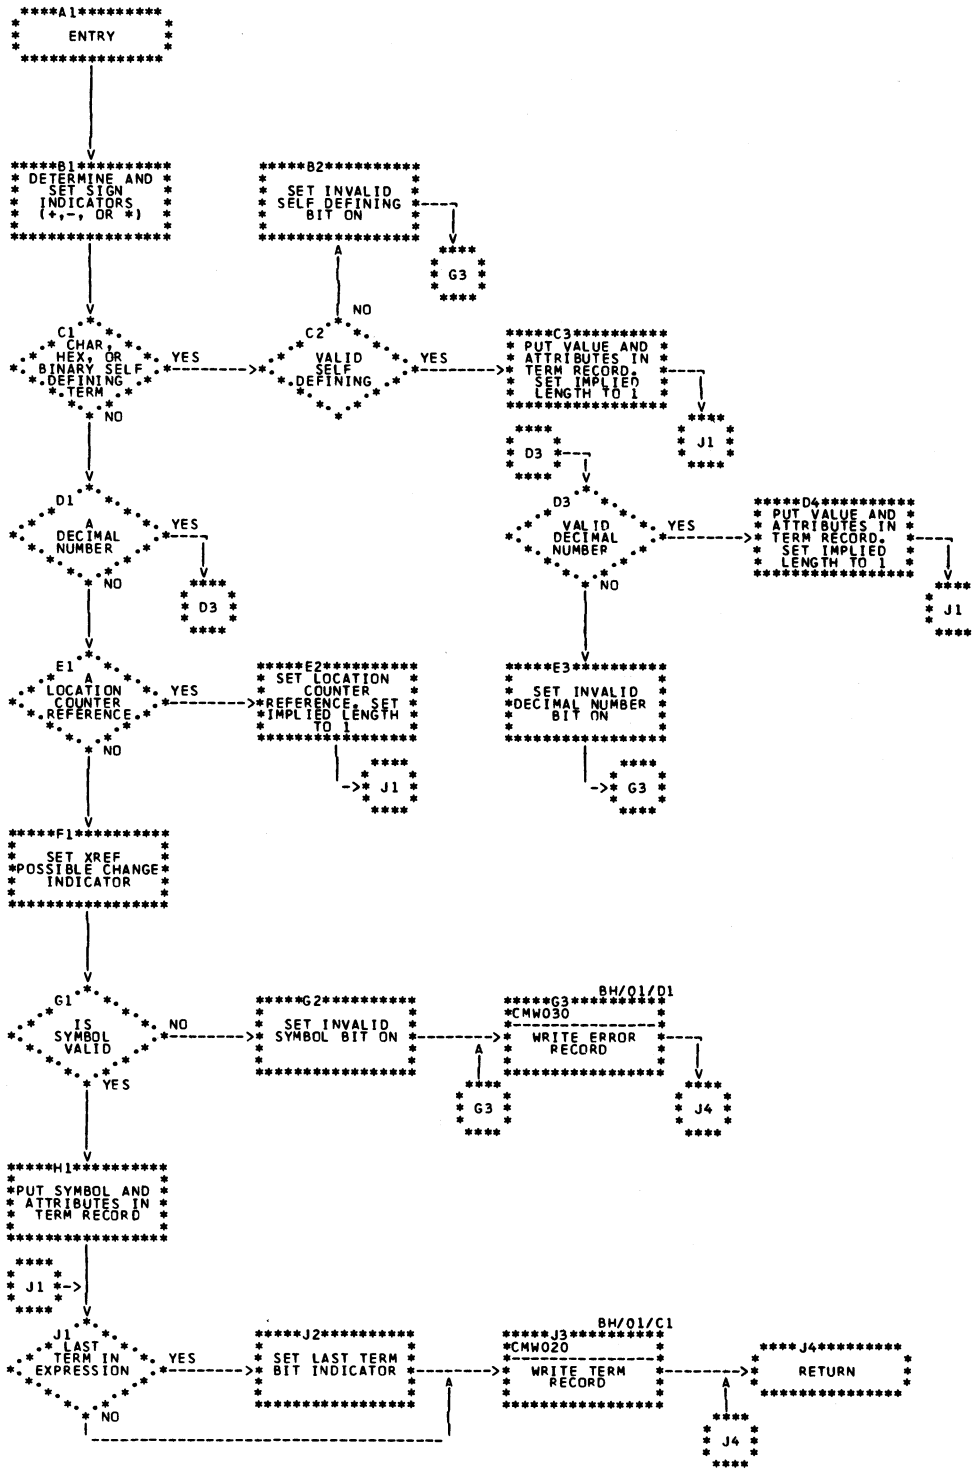 A1
ENTRY
B1
DETERMINE AND
SET SIGN
INDICATORS
(+,-, OR *)
B2
SET INVALID
SELF DEFINING
BIT ON
G3
C1
CHAR,
HEX, OR
BINARY SELF
DEFINING
TERM
YES
NO
C2
VALID
SELF
DEFINING
NO
YES
C3
PUT VALUE AND
ATTRIBUTES IN
TERM RECORD.
SET IMPLIED
LENGTH TO 1
J1
D1
A
DECIMAL
NUMBER
YES
NO
D3
D3
D3
VALID
DECIMAL
NUMBER
YES
NO
D4
PUT VALUE AND
ATTRIBUTES IN
TERM RECORD.
SET IMPLIED
LENGTH TO 1
J1
E1
A
LOCATION
COUNTER
REFERENCE
YES
NO
E2
SET LOCATION
COUNTER
REFERENCE. SET
IMPLIED LENGTH
TO 1
J1
E3
SET INVALID
DECIMAL NUMBER
BIT ON
G3
F1
SET XREF
POSSIBLE CHANGE
INDICATOR
G1
IS
SYMBOL
VALID
NO
YES
G2
SET INVALID
SYMBOL BIT ON
BH/01/D1
G3
CMWO30
WRITE ERROR
RECORD
G3
J4
H1
PUT SYMBOL AND
ATTRIBUTES IN
TERM RECORD
J1
J1
LAST
TERM IN
EXPRESSION
YES
NO
J2
SET LAST TERM
BIT INDICATOR
BH/01/C1
J3
CMWO20
WRITE TERM
RECORD
J4
RETURN
J4